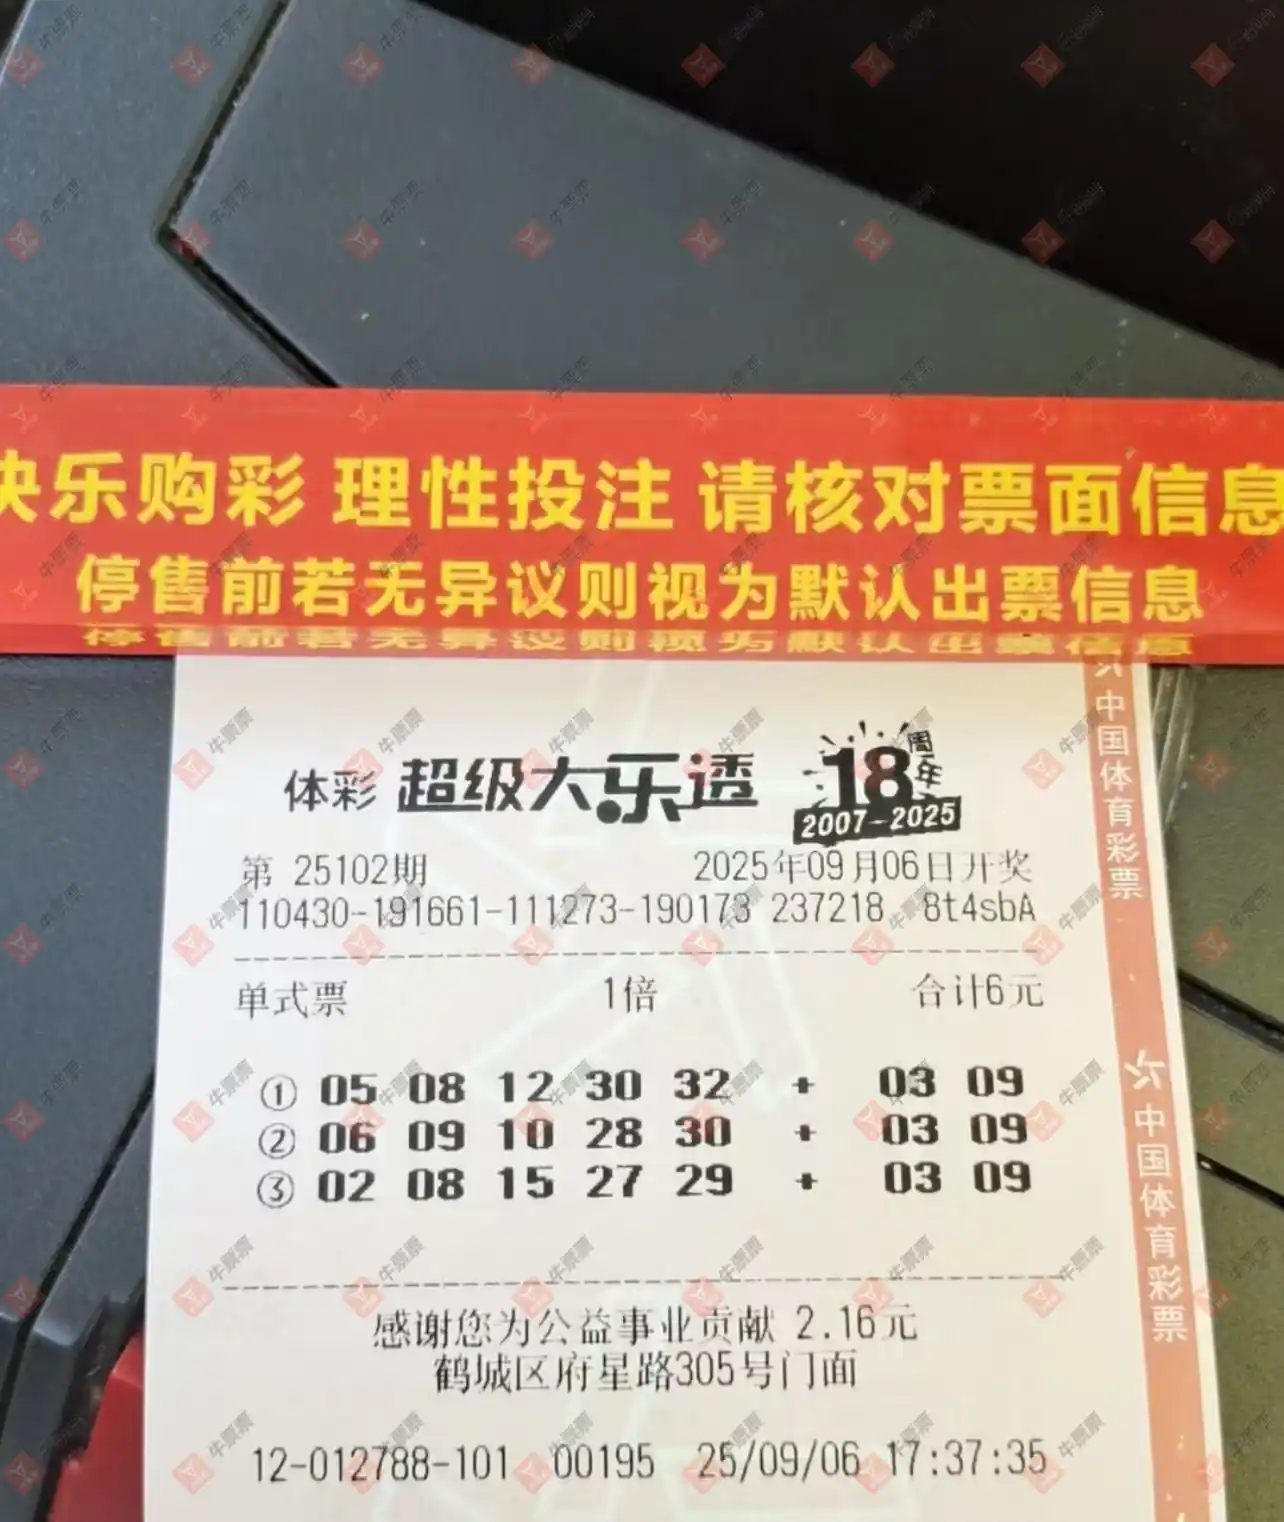 快乐购彩 理性投注 请核对票面信息
停售前若无异议则视为默认出票信息
体彩 超级大乐透 18周年
2007-2025
第 25102期 2025年09月06日开奖
110430-191661-111273-190173 237218 8t4sbA
单式票 1倍 合计6元
① 05 08 12 30 32 + 03 09
② 06 09 10 28 30 + 03 09
③ 02 08 15 27 29 + 03 09
感谢您为公益事业贡献 2.16元
鹤城区府星路305号门面
12-012788-101 00195 25/09/06 17:37:35
中国体育彩票
中国体育彩票
牛票票